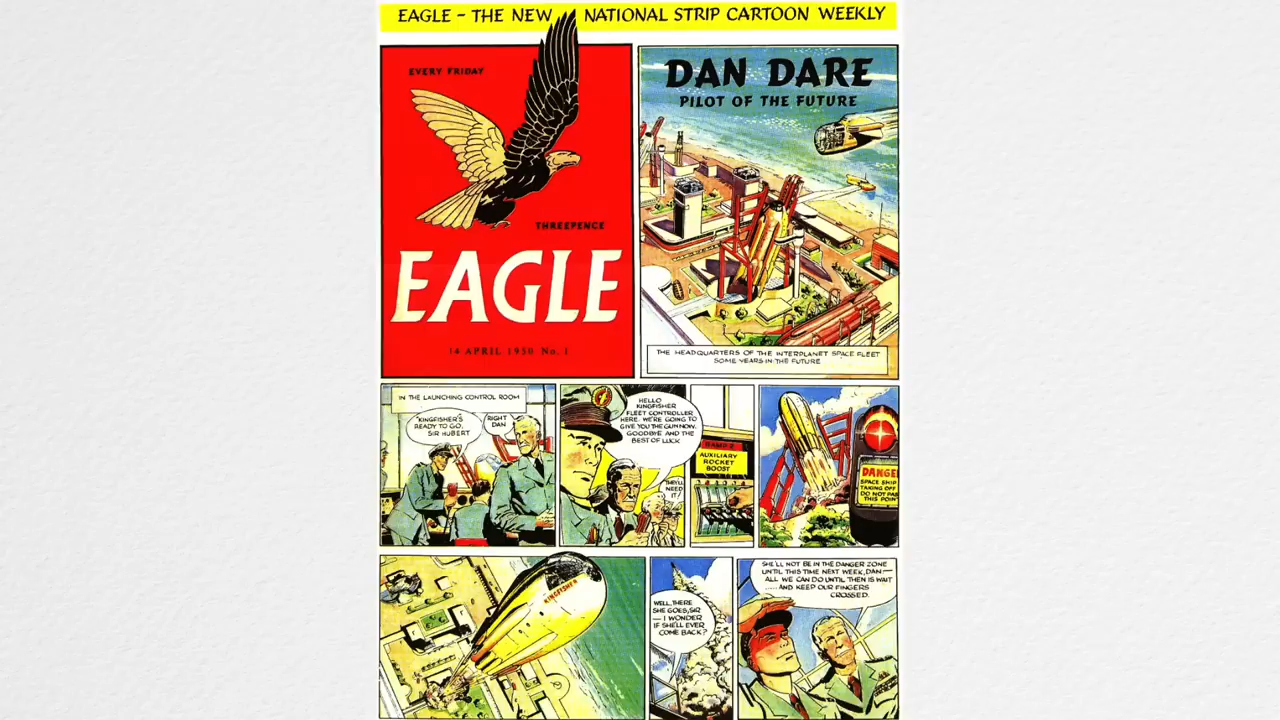 EAGLE - THE NEW NATIONAL STRIP CARTOON WEEKLY
EVERY FRIDAY
THREEPENCE
EAGLE
14 APRIL 1950 No. 1
DAN DARE
PILOT OF THE FUTURE
THE HEADQUARTERS OF THE INTERPLANET SPACE FLEET
SOME YEARS IN THE FUTURE
IN THE LAUNCHING CONTROL ROOM
"KINGFISHER'S
READY TO GO,
SIR HUBERT
RIGHT
DAN
HELLO
KINGFISHER
FLEET CONTROLLER
HERE. WE'RE GOING TO
GIVE YOU THE GUN NOW.
GOODBYE AND THE
BEST OF LUCK
THEY'LL
NEED
IT!
RAMP 2
AUXILIARY
ROCKET
BOOST
DANGE
SPACE SHIP
TAKING OFF
DO NOT PAS
THIS POIN
KINGFISHER
WELL, THERE
SHE GOES, SIR
— I WONDER
IF SHE'LL EVER
COME BACK?
SHE'LL NOT BE IN THE DANGER ZONE
UNTIL THIS TIME NEXT WEEK, DAN —
ALL WE CAN DO UNTIL THEN IS WAIT
..... AND KEEP OUR FINGERS
CROSSED.